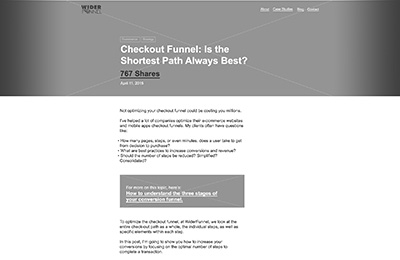 WIDER FUNNEL
About Case Studies Blog Contact
Ecommerce Strategy
Checkout Funnel: Is the
Shortest Path Always Best?
767 Shares
April 11, 2016
Not optimizing your checkout funnel could be costing you millions.
I've helped a lot of companies optimize their e-commerce websites
and mobile apps checkout funnels. My clients often have questions
like:
- How many pages, steps, or even minutes, does a user take to get
from decision to purchase?
- What are best practices to increase conversions and revenue?
- Should the number of steps be reduced? Simplified?
Consolidated?
For more on this topic, here's:
How to understand the three stages of
your conversion funnel.
To optimize the checkout funnel, at WiderFunnel, we look at the
entire checkout path as a whole, the individual steps, as well as
specific elements within each step.
In this post, I'm going to show you how to increase your
conversions by focusing on the optimal number of steps to
complete a transaction.